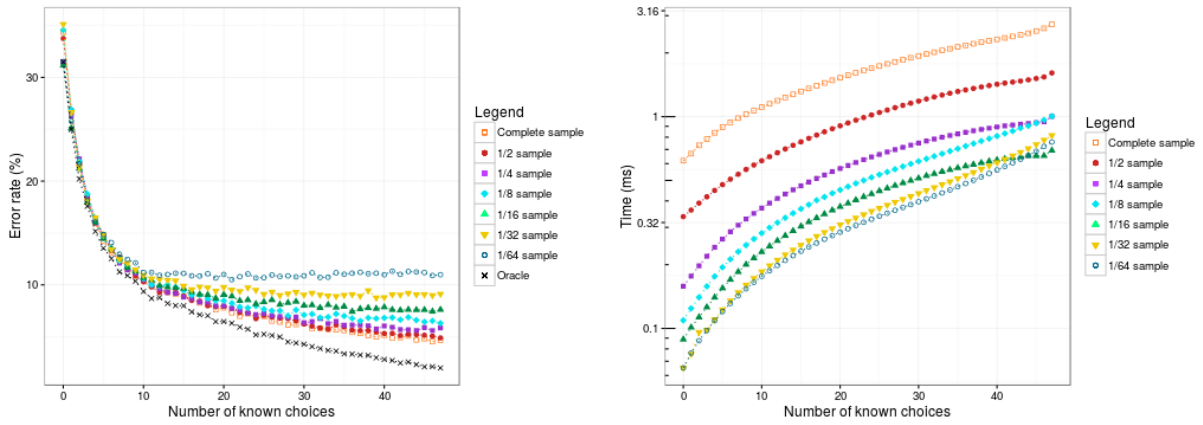 30
20
10
0
10
20
30
40
Error rate (%)
Number of known choices
Legend
Complete sample
1/2 sample
1/4 sample
1/8 sample
1/16 sample
1/32 sample
1/64 sample
Oracle
3.16
1
0.32
0.1
0
10
20
30
40
Time (ms)
Number of known choices
Legend
Complete sample
1/2 sample
1/4 sample
1/8 sample
1/16 sample
1/32 sample
1/64 sample